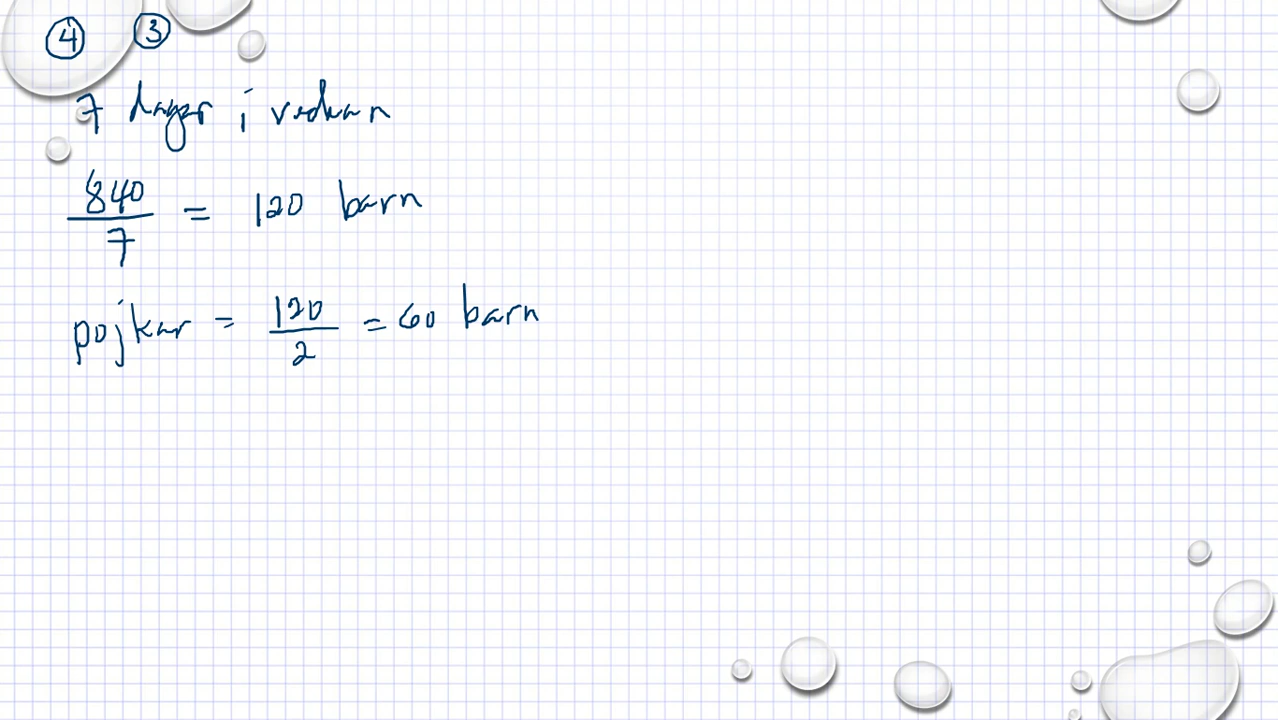 ④ ③
7 dagar i veckan
840/7 = 120 barn
pojkar = 120/2 = 60 barn